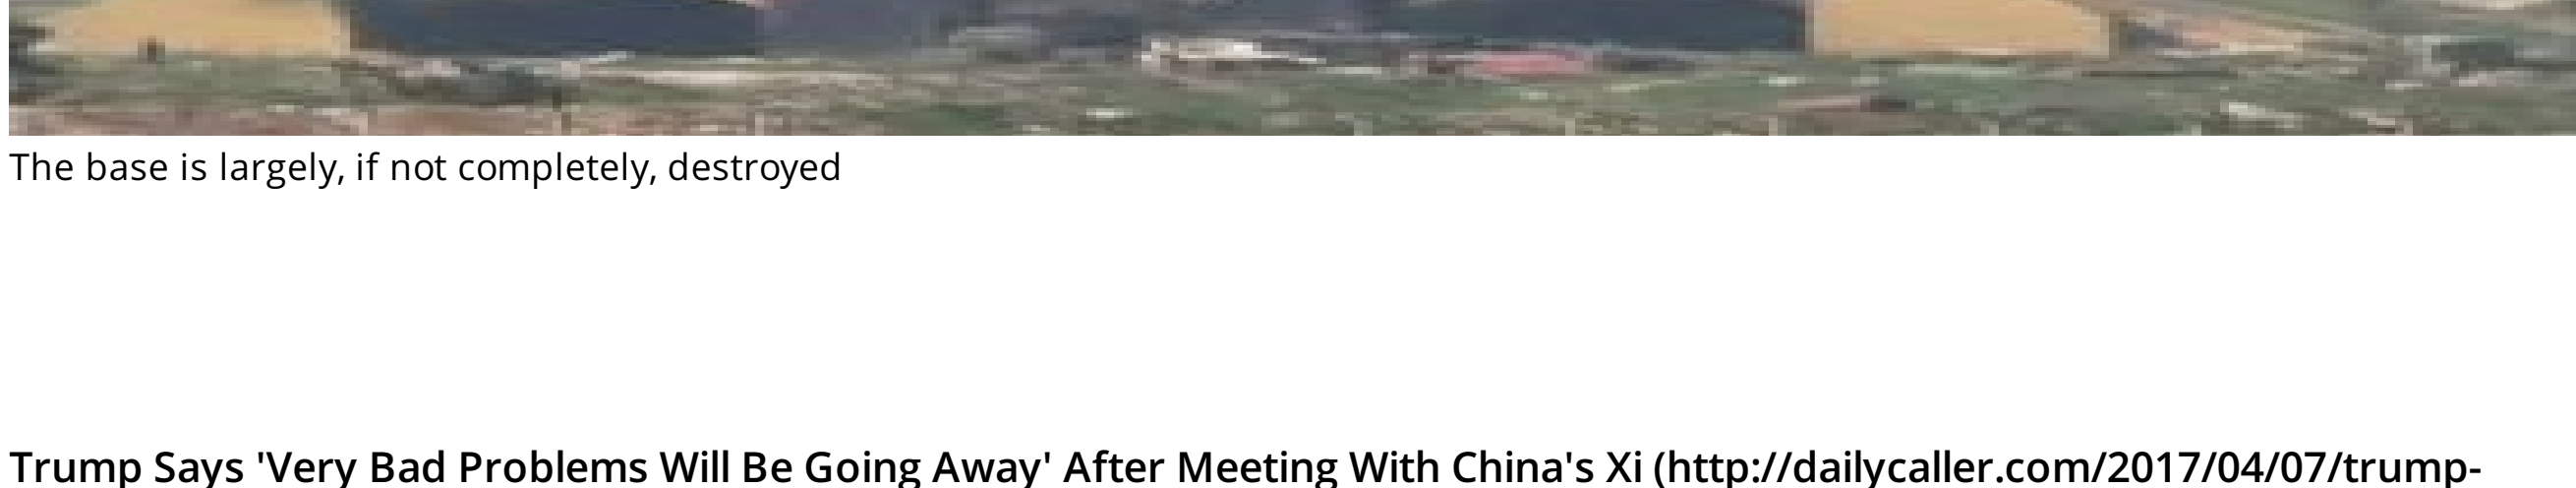 The base is largely, if not completely, destroyed
Trump Says 'Very Bad Problems Will Be Going Away' After Meeting With China's Xi (http://dailycaller.com/2017/04/07/trump-